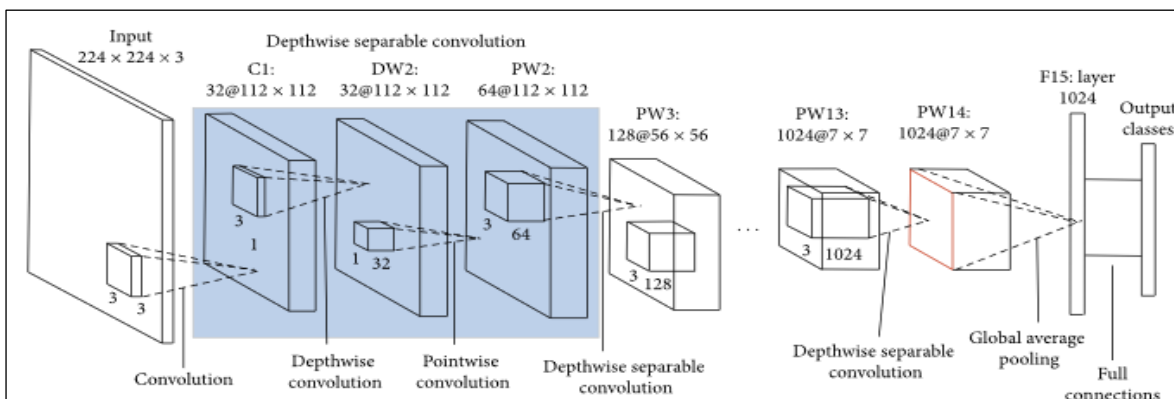 Input
224 × 224 × 3
Depthwise separable convolution
C1:
32@112 × 112
DW2:
32@112 × 112
PW2:
64@112 × 112
PW3:
128@56 × 56
PW13:
1024@7 × 7
PW14:
1024@7 × 7
F15: layer
1024
Output
classes
3
3
3
1
1
32
3
64
3
128
...
3
1024
Convolution
Depthwise
convolution
Pointwise
convolution
Depthwise separable
convolution
Depthwise separable
convolution
Global average
pooling
Full
connections